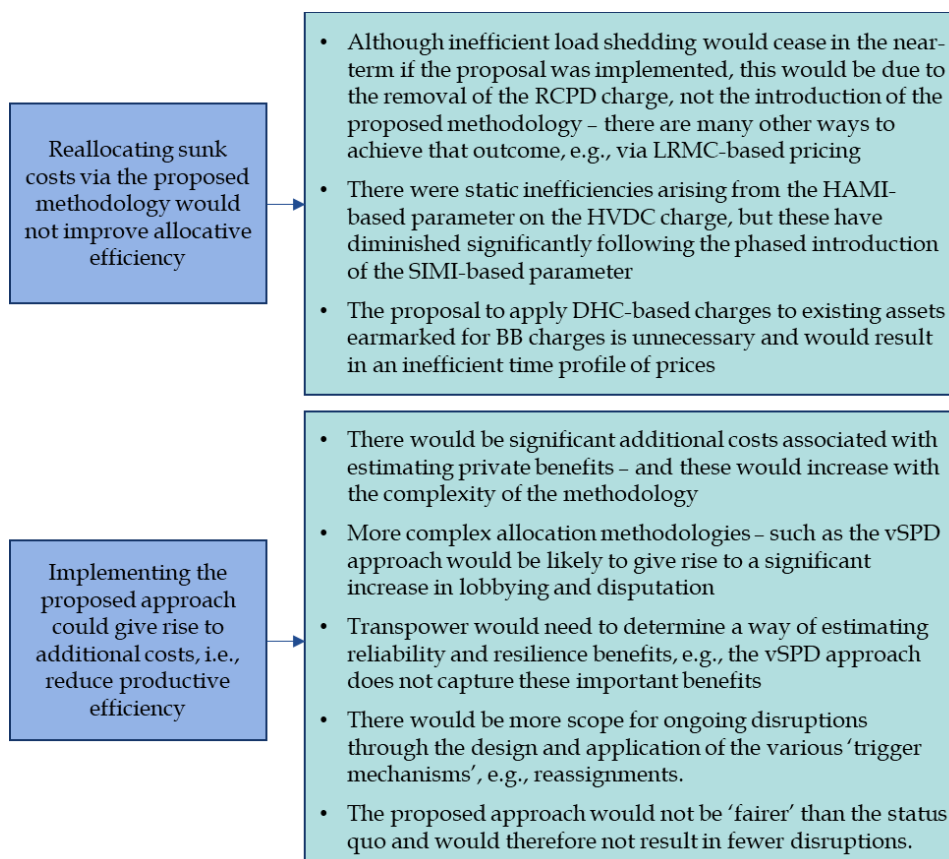 Reallocating sunk
costs via the proposed
methodology would
not improve allocative
efficiency
• Although inefficient load shedding would cease in the near-
term if the proposal was implemented, this would be due to
the removal of the RCPD charge, not the introduction of the
proposed methodology – there are many other ways to
achieve that outcome, e.g., via LRMC-based pricing
• There were static inefficiencies arising from the HAMI-
based parameter on the HVDC charge, but these have
diminished significantly following the phased introduction
of the SIMI-based parameter
• The proposal to apply DHC-based charges to existing assets
earmarked for BB charges is unnecessary and would result
in an inefficient time profile of prices
Implementing the
proposed approach
could give rise to
additional costs, i.e.,
reduce productive
efficiency
• There would be significant additional costs associated with
estimating private benefits – and these would increase with
the complexity of the methodology
• More complex allocation methodologies – such as the vSPD
approach would be likely to give rise to a significant
increase in lobbying and disputation
• Transpower would need to determine a way of estimating
reliability and resilience benefits, e.g., the vSPD approach
does not capture these important benefits
• There would be more scope for ongoing disruptions
through the design and application of the various ‘trigger
mechanisms’, e.g., reassignments.
• The proposed approach would not be ‘fairer’ than the status
quo and would therefore not result in fewer disruptions.